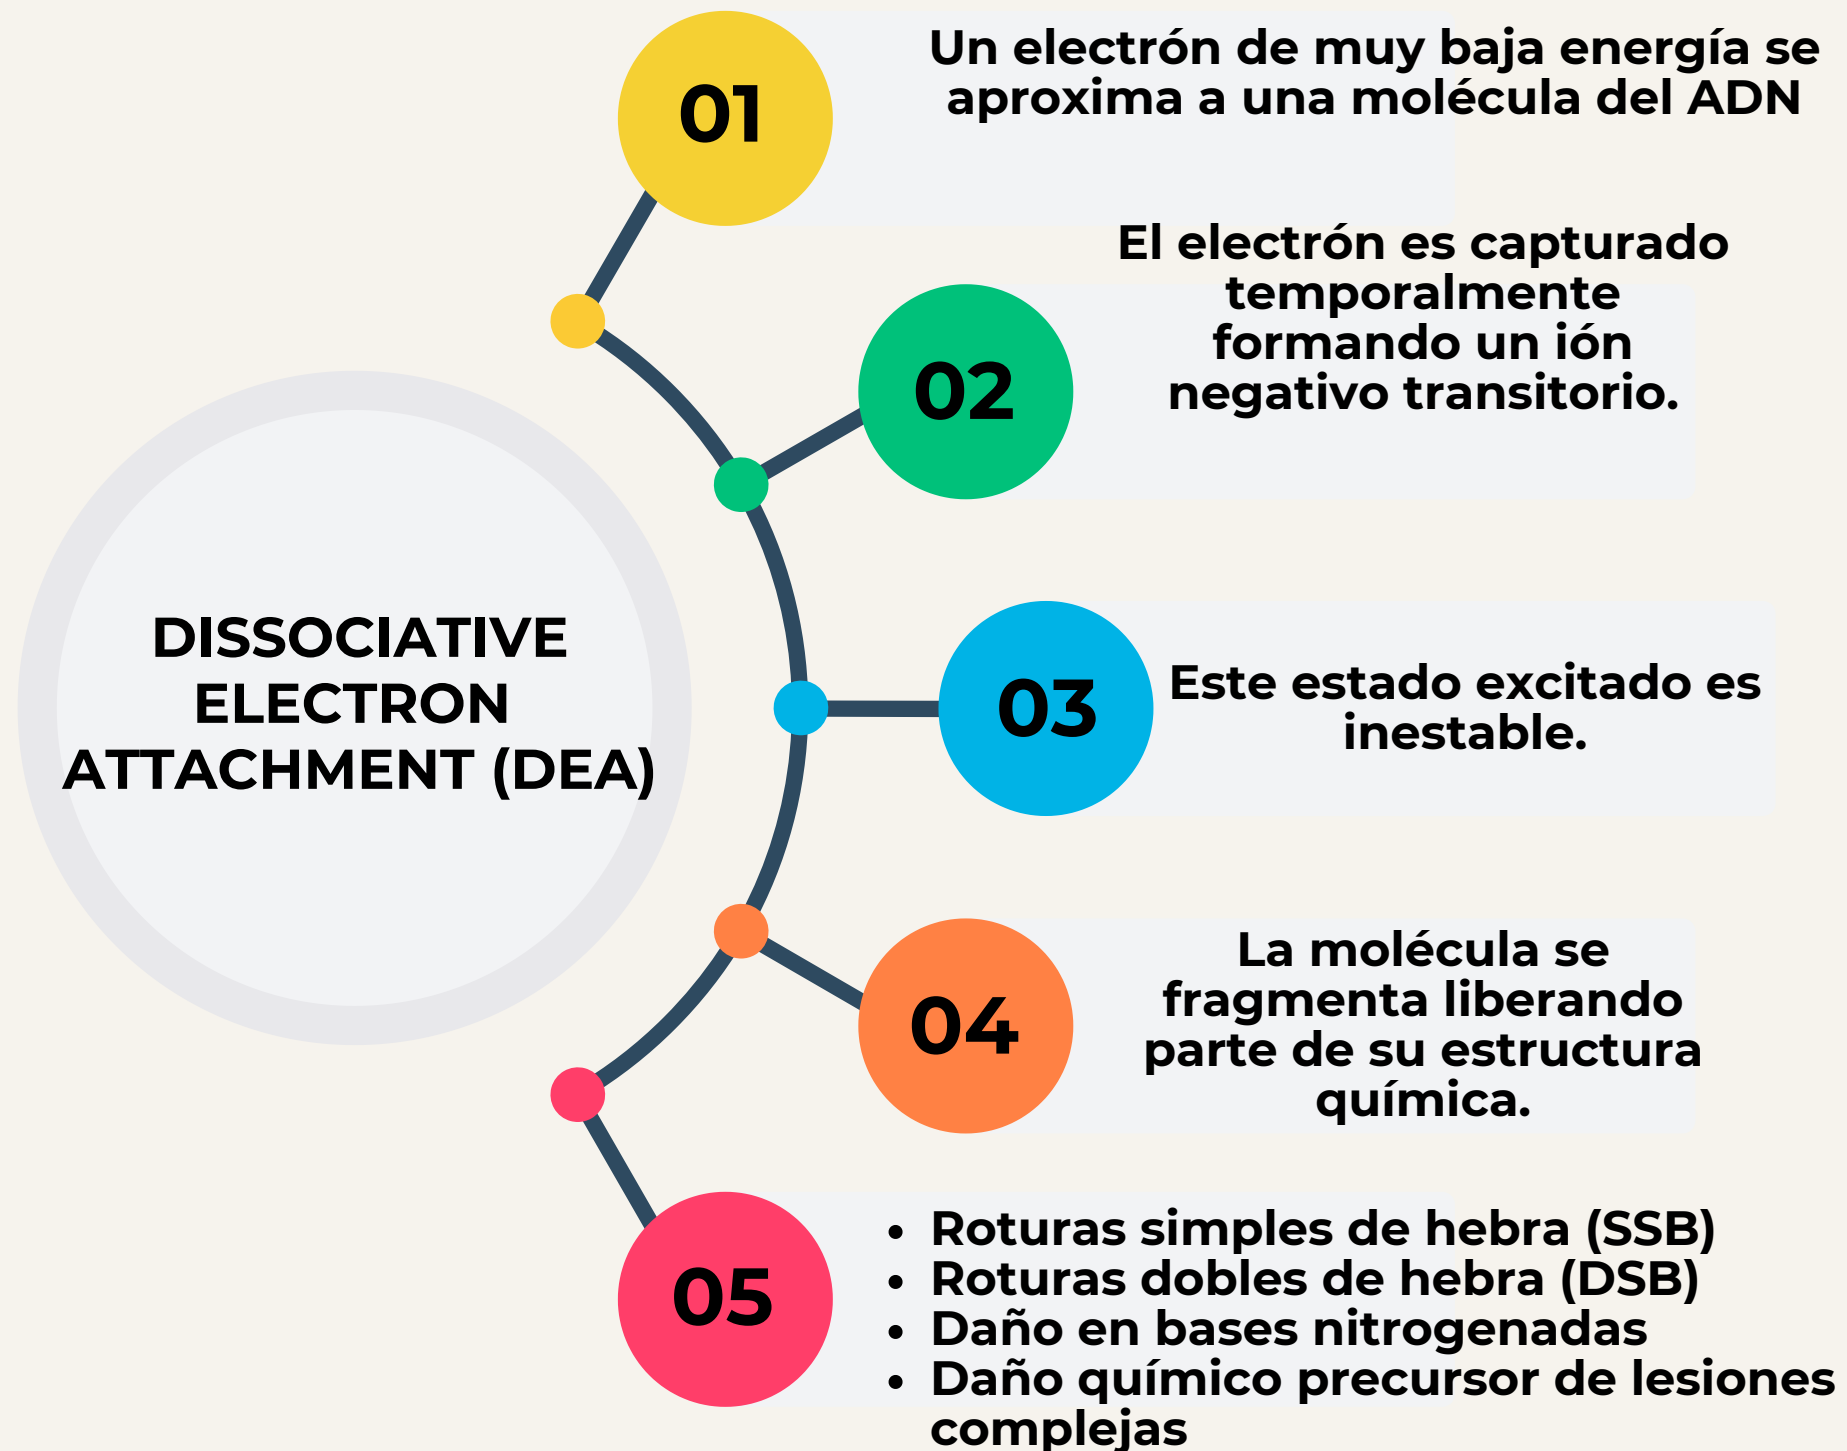 DISSOCIATIVE
ELECTRON
ATTACHMENT (DEA)
01
Un electrón de muy baja energía se
aproxima a una molécula del ADN
02
El electrón es capturado
temporalmente
formando un ión
negativo transitorio.
03
Este estado excitado es
inestable.
04
La molécula se
fragmenta liberando
parte de su estructura
química.
05
• Roturas simples de hebra (SSB)
• Roturas dobles de hebra (DSB)
• Daño en bases nitrogenadas
• Daño químico precursor de lesiones
complejas